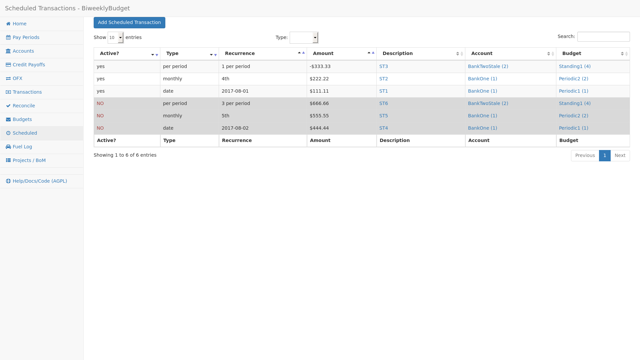 Scheduled Transactions - BiweeklyBudget
Home
Pay Periods
Accounts
Credit Payoffs
OFX
Transactions
Reconcile
Budgets
Scheduled
Fuel Log
Projects / BoM
Help/Docs/Code (AGPL)
Add Scheduled Transaction
Show 10 entries Type: Search:
Active? Type Recurrence Amount Description Account Budget
yes per period 1 per period -$333.33 ST3 BankTwoStale (2) Standing1 (4)
yes monthly 4th $222.22 ST2 BankOne (1) Periodic2 (2)
yes date 2017-08-01 $111.11 ST1 BankOne (1) Periodic1 (1)
NO per period 3 per period $666.66 ST6 BankTwoStale (2) Standing1 (4)
NO monthly 5th $555.55 ST5 BankOne (1) Periodic2 (2)
NO date 2017-08-02 $444.44 ST4 BankOne (1) Periodic1 (1)
Active? Type Recurrence Amount Description Account Budget
Showing 1 to 6 of 6 entries
Previous 1 Next